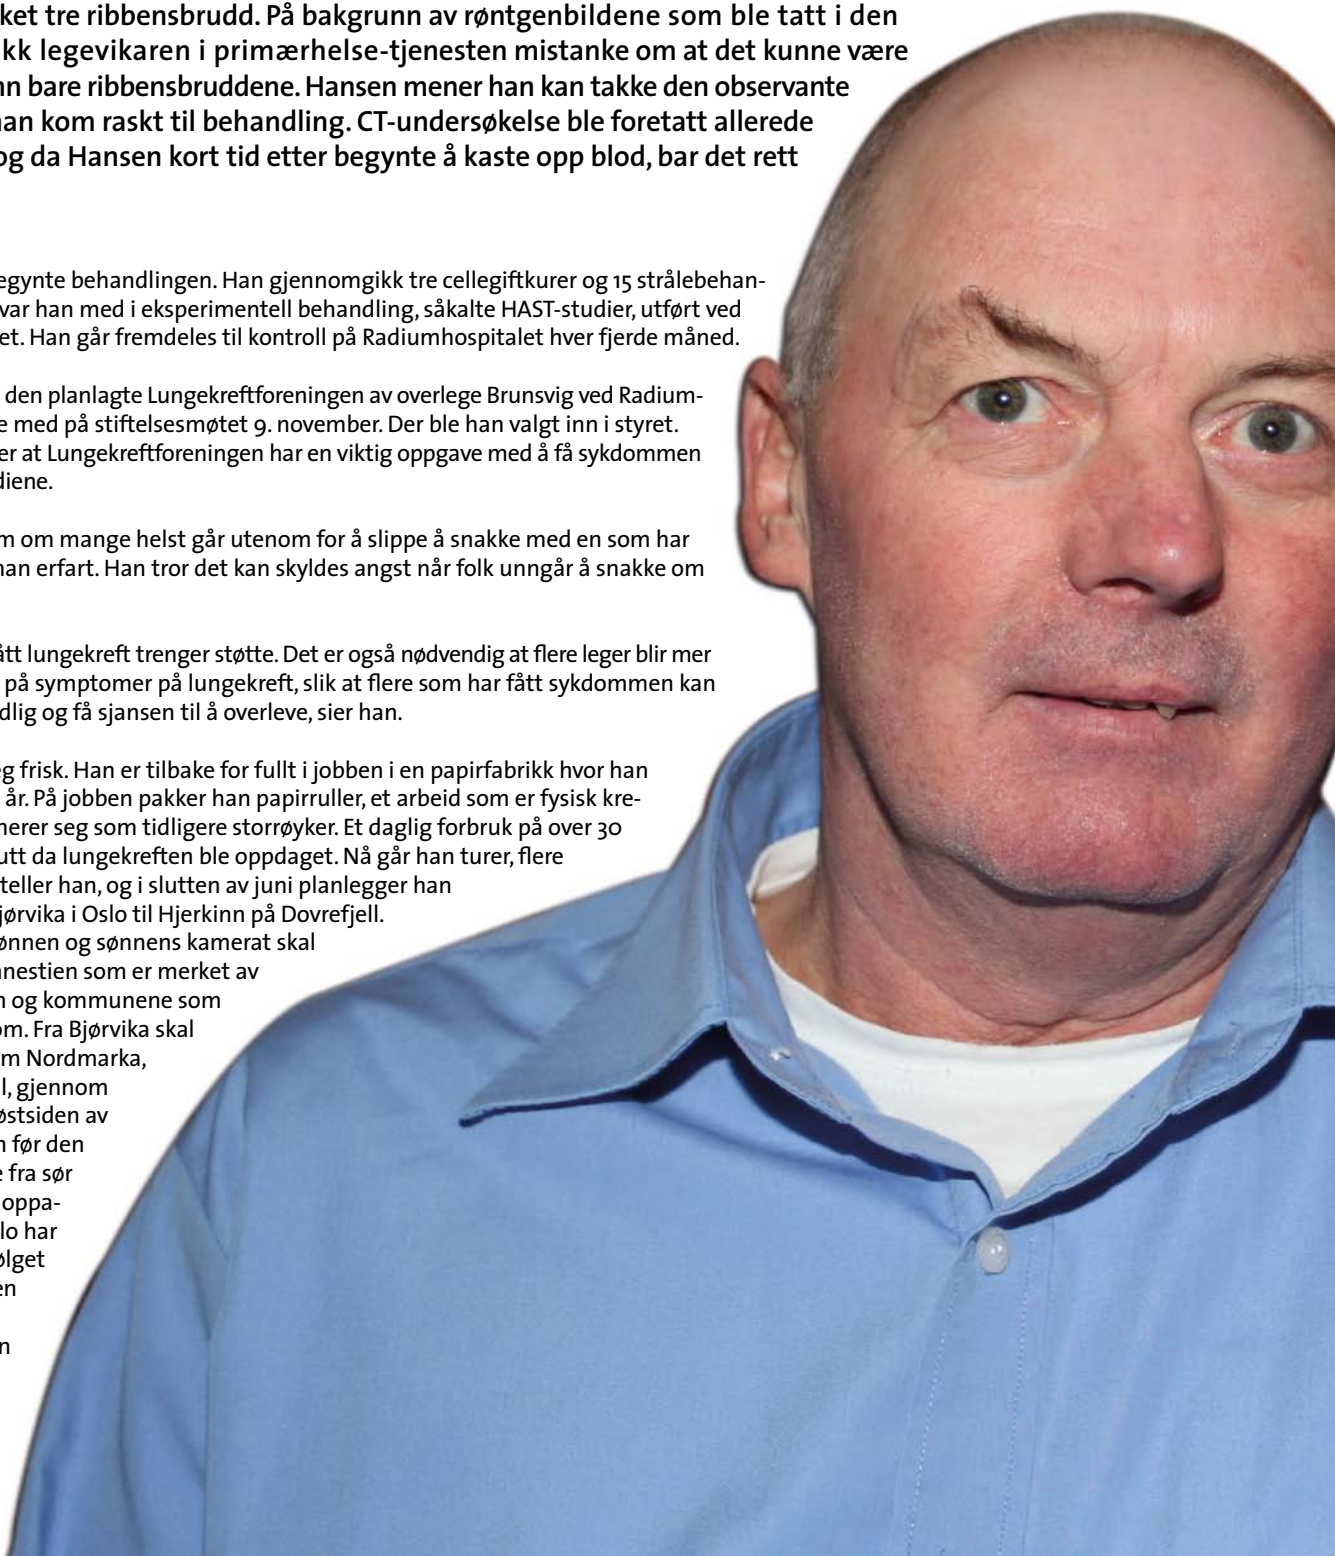 ket tre ribbensbrudd. På bakgrunn av røntgenbildene som ble tatt i den
kk legevikaren i primærhelse-tjenesten mistanke om at det kunne være
nn bare ribbensbruddene. Hansen mener han kan takke den observante
han kom raskt til behandling. CT-undersøkelse ble foretatt allerede
og da Hansen kort tid etter begynte å kaste opp blod, bar det rett
egynte behandlingen. Han gjennomgikk tre cellegiftkurer og 15 strålebehan-
var han med i eksperimentell behandling, såkalte HAST-studier, utført ved
et. Han går fremdeles til kontroll på Radiumhospitalet hver fjerde måned.
den planlagte Lungekreftforeningen av overlege Brunsvig ved Radium-
e med på stiftelsesmøtet 9. november. Der ble han valgt inn i styret.
er at Lungekreftforeningen har en viktig oppgave med å få sykdommen
diene.
m om mange helst går utenom for å slippe å snakke med en som har
han erfart. Han tror det kan skyldes angst når folk unngår å snakke om
ått lungekreft trenger støtte. Det er også nødvendig at flere leger blir mer
på symptomer på lungekreft, slik at flere som har fått sykdommen kan
dlig og få sjansen til å overleve, sier han.
eg frisk. Han er tilbake for fullt i jobben i en papirfabrikk hvor han
år. På jobben pakker han papirruller, et arbeid som er fysisk kre-
nerer seg som tidligere storrøyker. Et daglig forbruk på over 30
utt da lungekreften ble oppdaget. Nå går han turer, flere
teller han, og i slutten av juni planlegger han
jørvika i Oslo til Hjerkinn på Dovrefjell.
ønnen og sønnens kamerat skal
nnestien som er merket av
n og kommunene som
om. Fra Bjørvika skal
m Nordmarka,
l, gjennom
østsiden av
n før den
e fra sør
oppa-
lo har
ølget
en
n